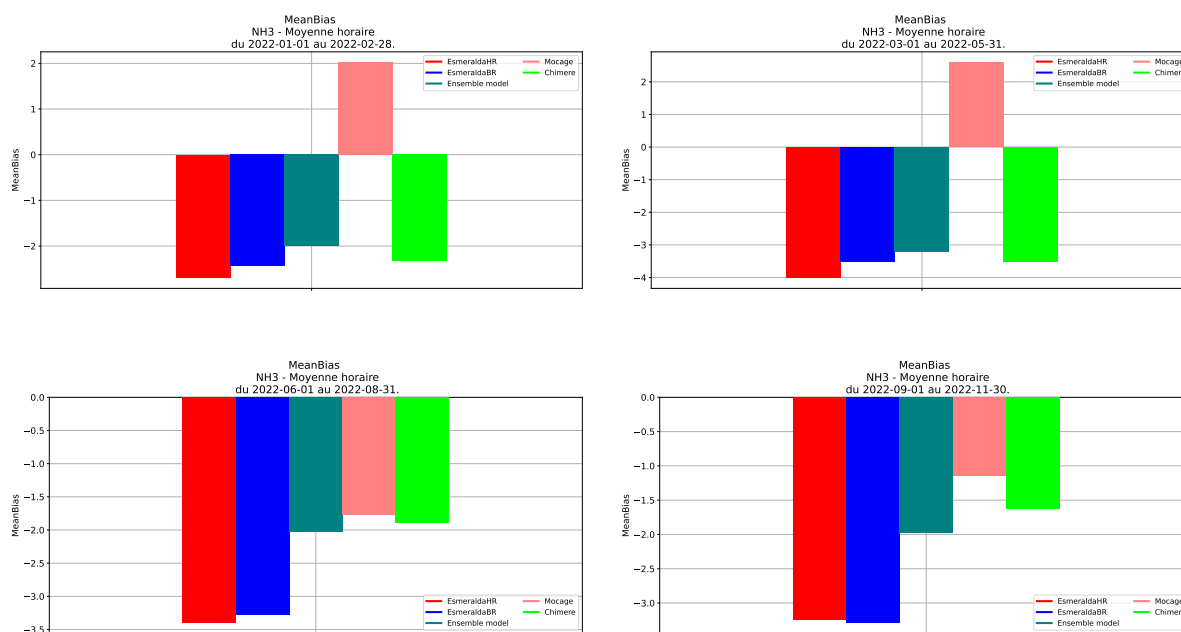 MeanBias
NH3 - Moyenne horaire
du 2022-01-01 au 2022-02-28.
MeanBias
2
1
0
−1
−2
EsmeraldaHR
EsmeraldaBR
Ensemble model
Mocage
Chimere
MeanBias
NH3 - Moyenne horaire
du 2022-03-01 au 2022-05-31.
MeanBias
2
1
0
−1
−2
−3
−4
EsmeraldaHR
EsmeraldaBR
Ensemble model
Mocage
Chimere
MeanBias
NH3 - Moyenne horaire
du 2022-06-01 au 2022-08-31.
MeanBias
0.0
−0.5
−1.0
−1.5
−2.0
−2.5
−3.0
−3.5
EsmeraldaHR
EsmeraldaBR
Ensemble model
Mocage
Chimere
MeanBias
NH3 - Moyenne horaire
du 2022-09-01 au 2022-11-30.
MeanBias
0.0
−0.5
−1.0
−1.5
−2.0
−2.5
−3.0
EsmeraldaHR
EsmeraldaBR
Ensemble model
Mocage
Chimere